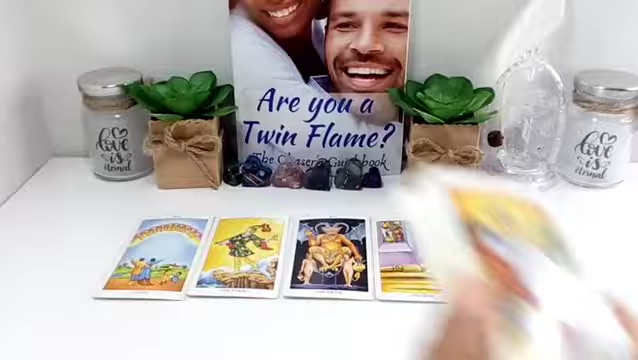 Are you a
Twin Flame?
The Chaser's Guidebook
love
is
eternal
love
is
eternal